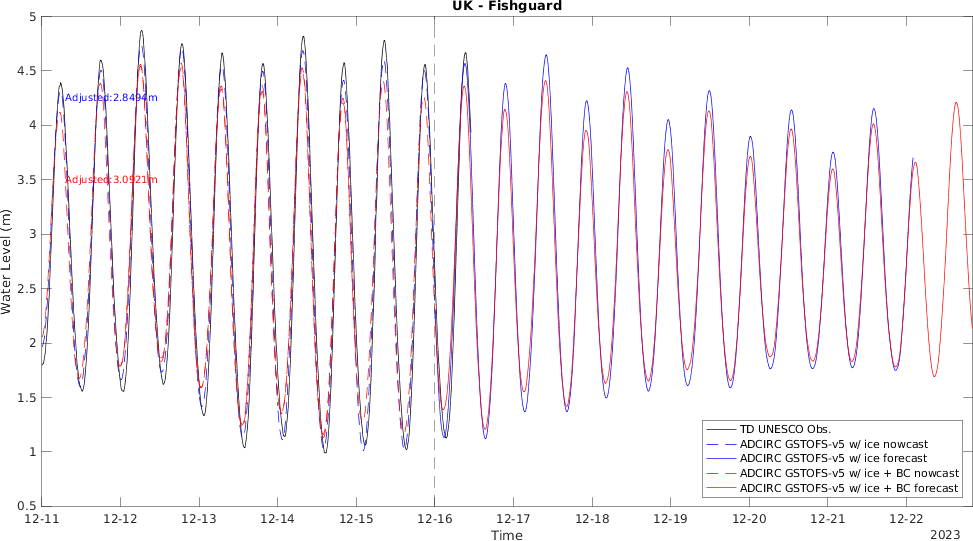 UK - Fishguard
5
4.5
4
3.5
3
2.5
2
1.5
1
0.5
Water Level (m)
Adjusted:2.8494m
Adjusted:3.0921m
TD UNESCO Obs.
ADCIRC GSTOFS-v5 w/ ice nowcast
ADCIRC GSTOFS-v5 w/ ice forecast
ADCIRC GSTOFS-v5 w/ ice + BC nowcast
ADCIRC GSTOFS-v5 w/ ice + BC forecast
12-11 12-12 12-13 12-14 12-15 12-16 12-17 12-18 12-19 12-20 12-21 12-22
Time
2023